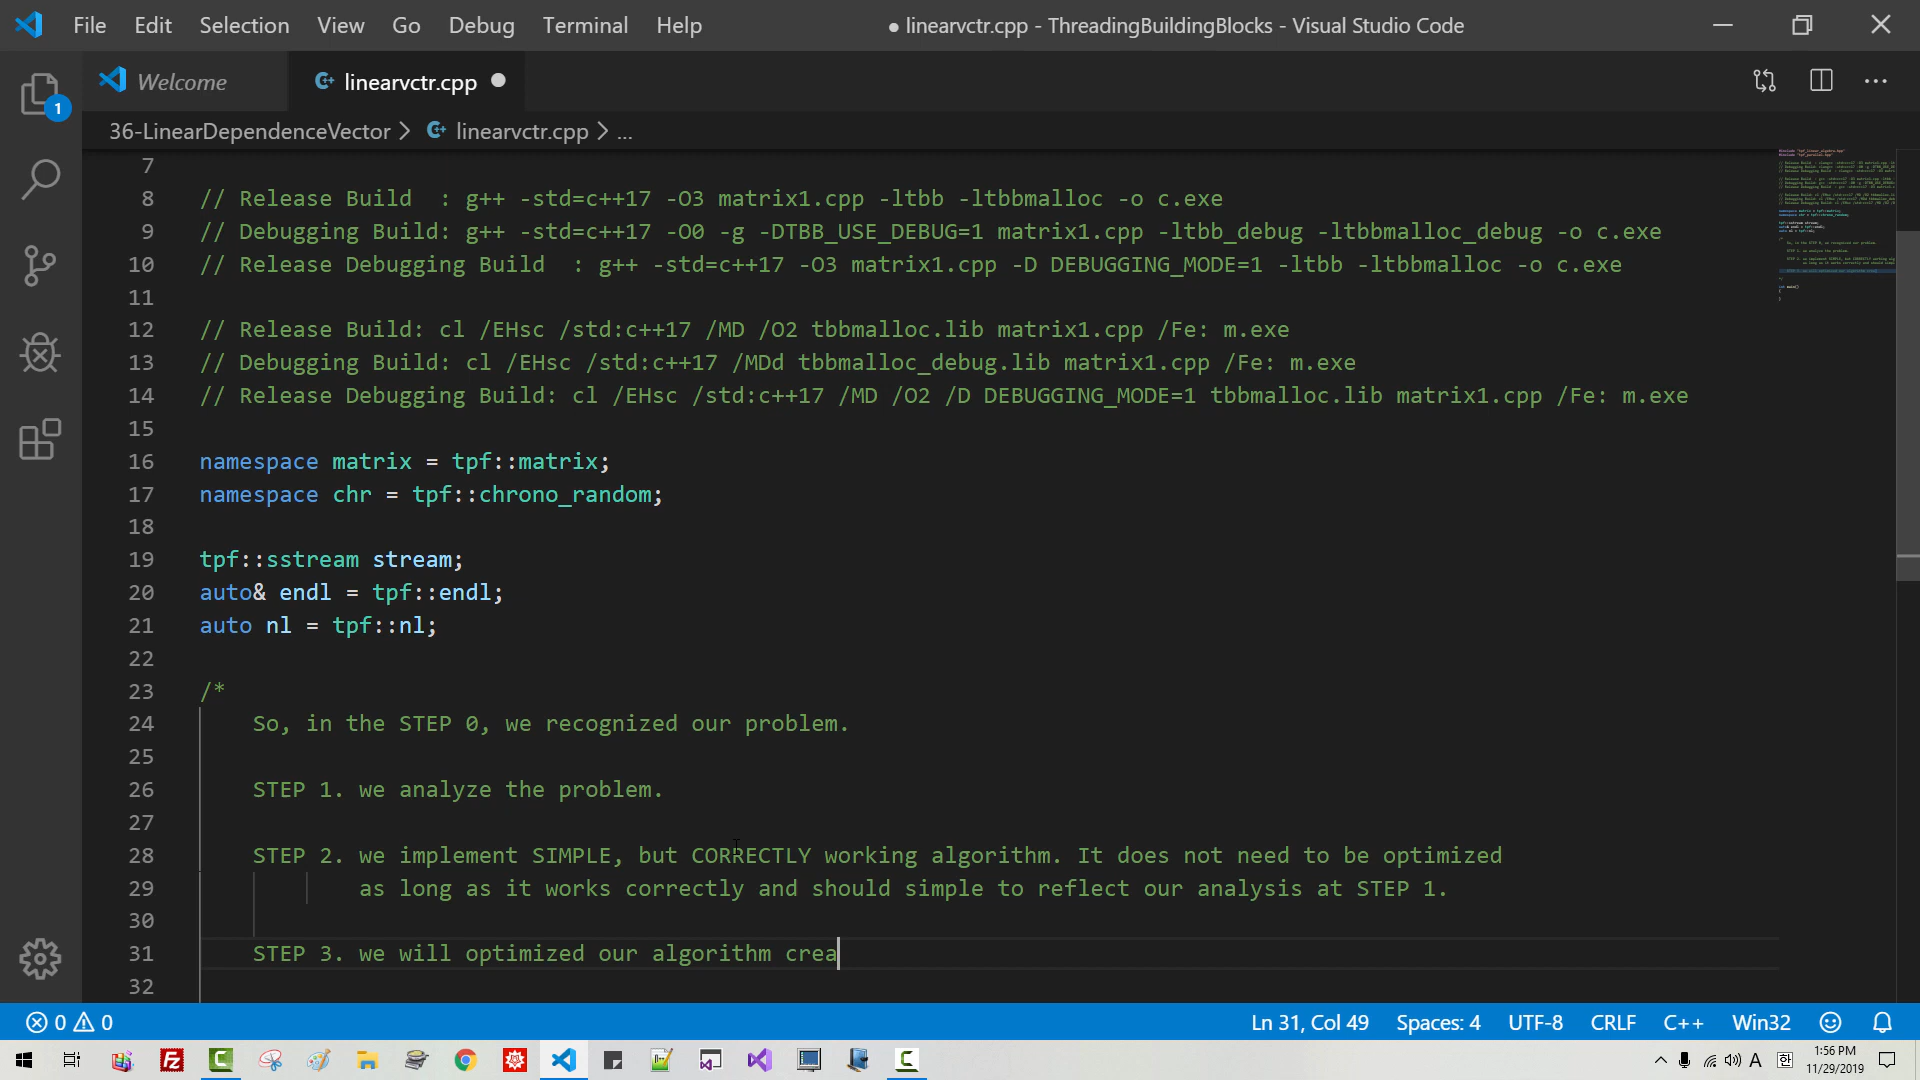 File Edit Selection View Go Debug Terminal Help ● linearvctr.cpp - ThreadingBuildingBlocks - Visual Studio Code
Welcome linearvctr.cpp
36-LinearDependenceVector > linearvctr.cpp > ...
1
7
8 // Release Build  : g++ -std=c++17 -O3 matrix1.cpp -ltbb -ltbbmalloc -o c.exe
9 // Debugging Build: g++ -std=c++17 -O0 -g -DTBB_USE_DEBUG=1 matrix1.cpp -ltbb_debug -ltbbmalloc_debug -o c.exe
10 // Release Debugging Build  : g++ -std=c++17 -O3 matrix1.cpp -D DEBUGGING_MODE=1 -ltbb -ltbbmalloc -o c.exe
11
12 // Release Build: cl /EHsc /std:c++17 /MD /O2 tbbmalloc.lib matrix1.cpp /Fe: m.exe
13 // Debugging Build: cl /EHsc /std:c++17 /MDd tbbmalloc_debug.lib matrix1.cpp /Fe: m.exe
14 // Release Debugging Build: cl /EHsc /std:c++17 /MD /O2 /D DEBUGGING_MODE=1 tbbmalloc.lib matrix1.cpp /Fe: m.exe
15
16 namespace matrix = tpf::matrix;
17 namespace chr = tpf::chrono_random;
18
19 tpf::sstream stream;
20 auto& endl = tpf::endl;
21 auto nl = tpf::nl;
22
23 /*
24 So, in the STEP 0, we recognized our problem.
25
26 STEP 1. we analyze the problem.
27
28 STEP 2. we implement SIMPLE, but CORRECTLY working algorithm. It does not need to be optimized
29 as long as it works correctly and should simple to reflect our analysis at STEP 1.
30
31 STEP 3. we will optimized our algorithm crea
32
0 0 Ln 31, Col 49 Spaces: 4 UTF-8 CRLF C++ Win32
A 한 1:56 PM
11/29/2019